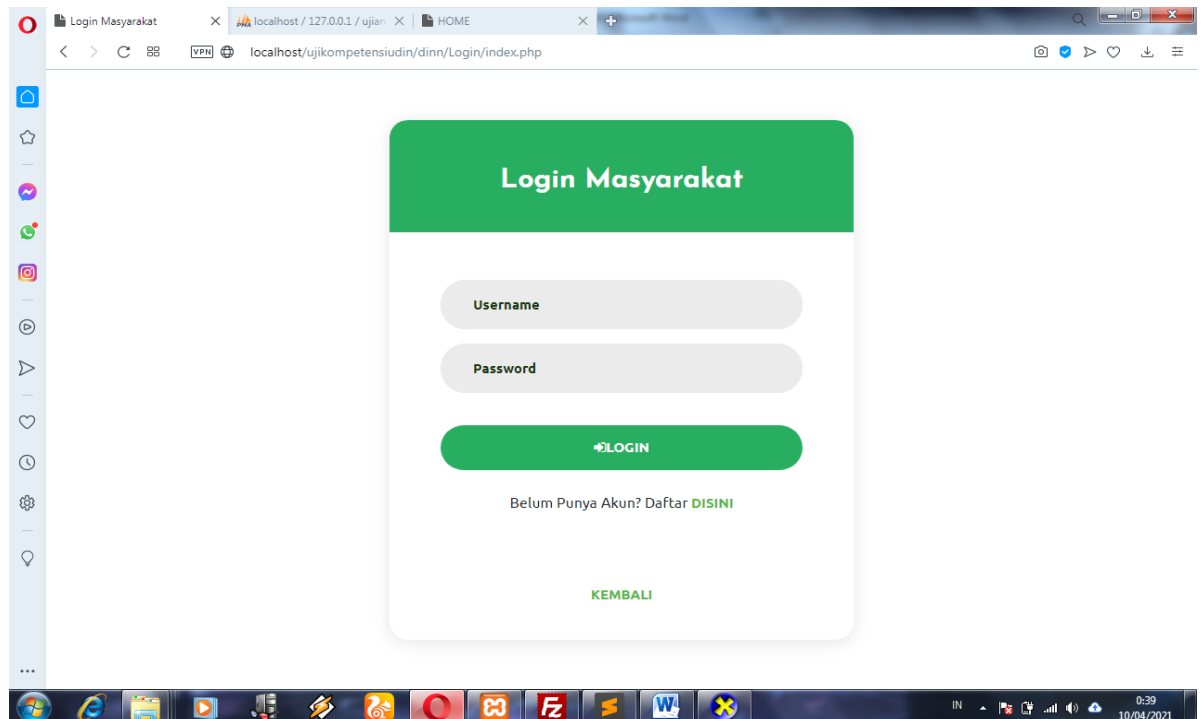 Login Masyarakat
localhost / 127.0.0.1 / ujian
HOME
VPN
localhost/ujikompetensiudin/dinn/Login/index.php
Login Masyarakat
Username
Password
LOGIN
Belum Punya Akun? Daftar DISINI
KEMBALI
IN
0:39
10/04/2021